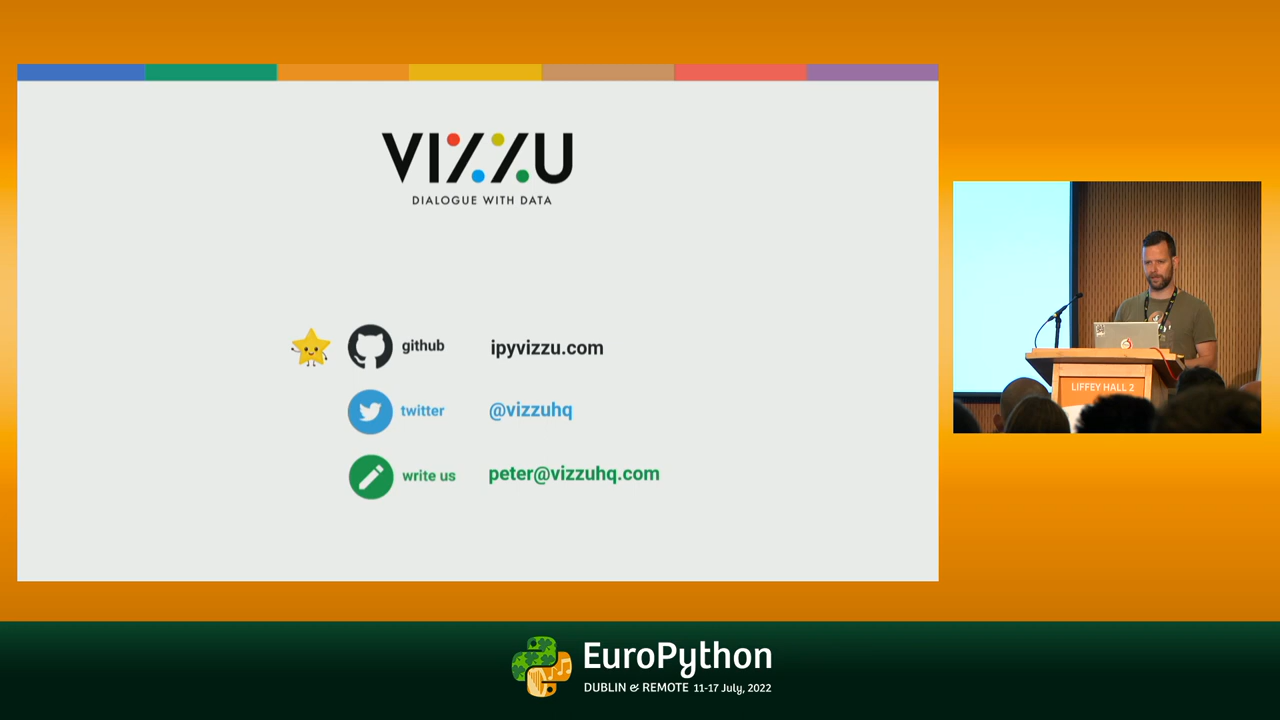 VIZZU
DIALOGUE WITH DATA
github ipyvizzu.com
twitter @vizzuhq
write us peter@vizzuhq.com
LIFFEY HALL 2
EuroPython
DUBLIN & REMOTE 11-17 July, 2022